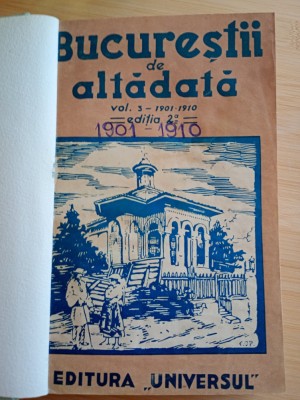 Bucureștii
de
altădată
vol. 3 – 1901-1910
ediția 2ª
1901 – 1910
EDITURA „UNIVERSUL”